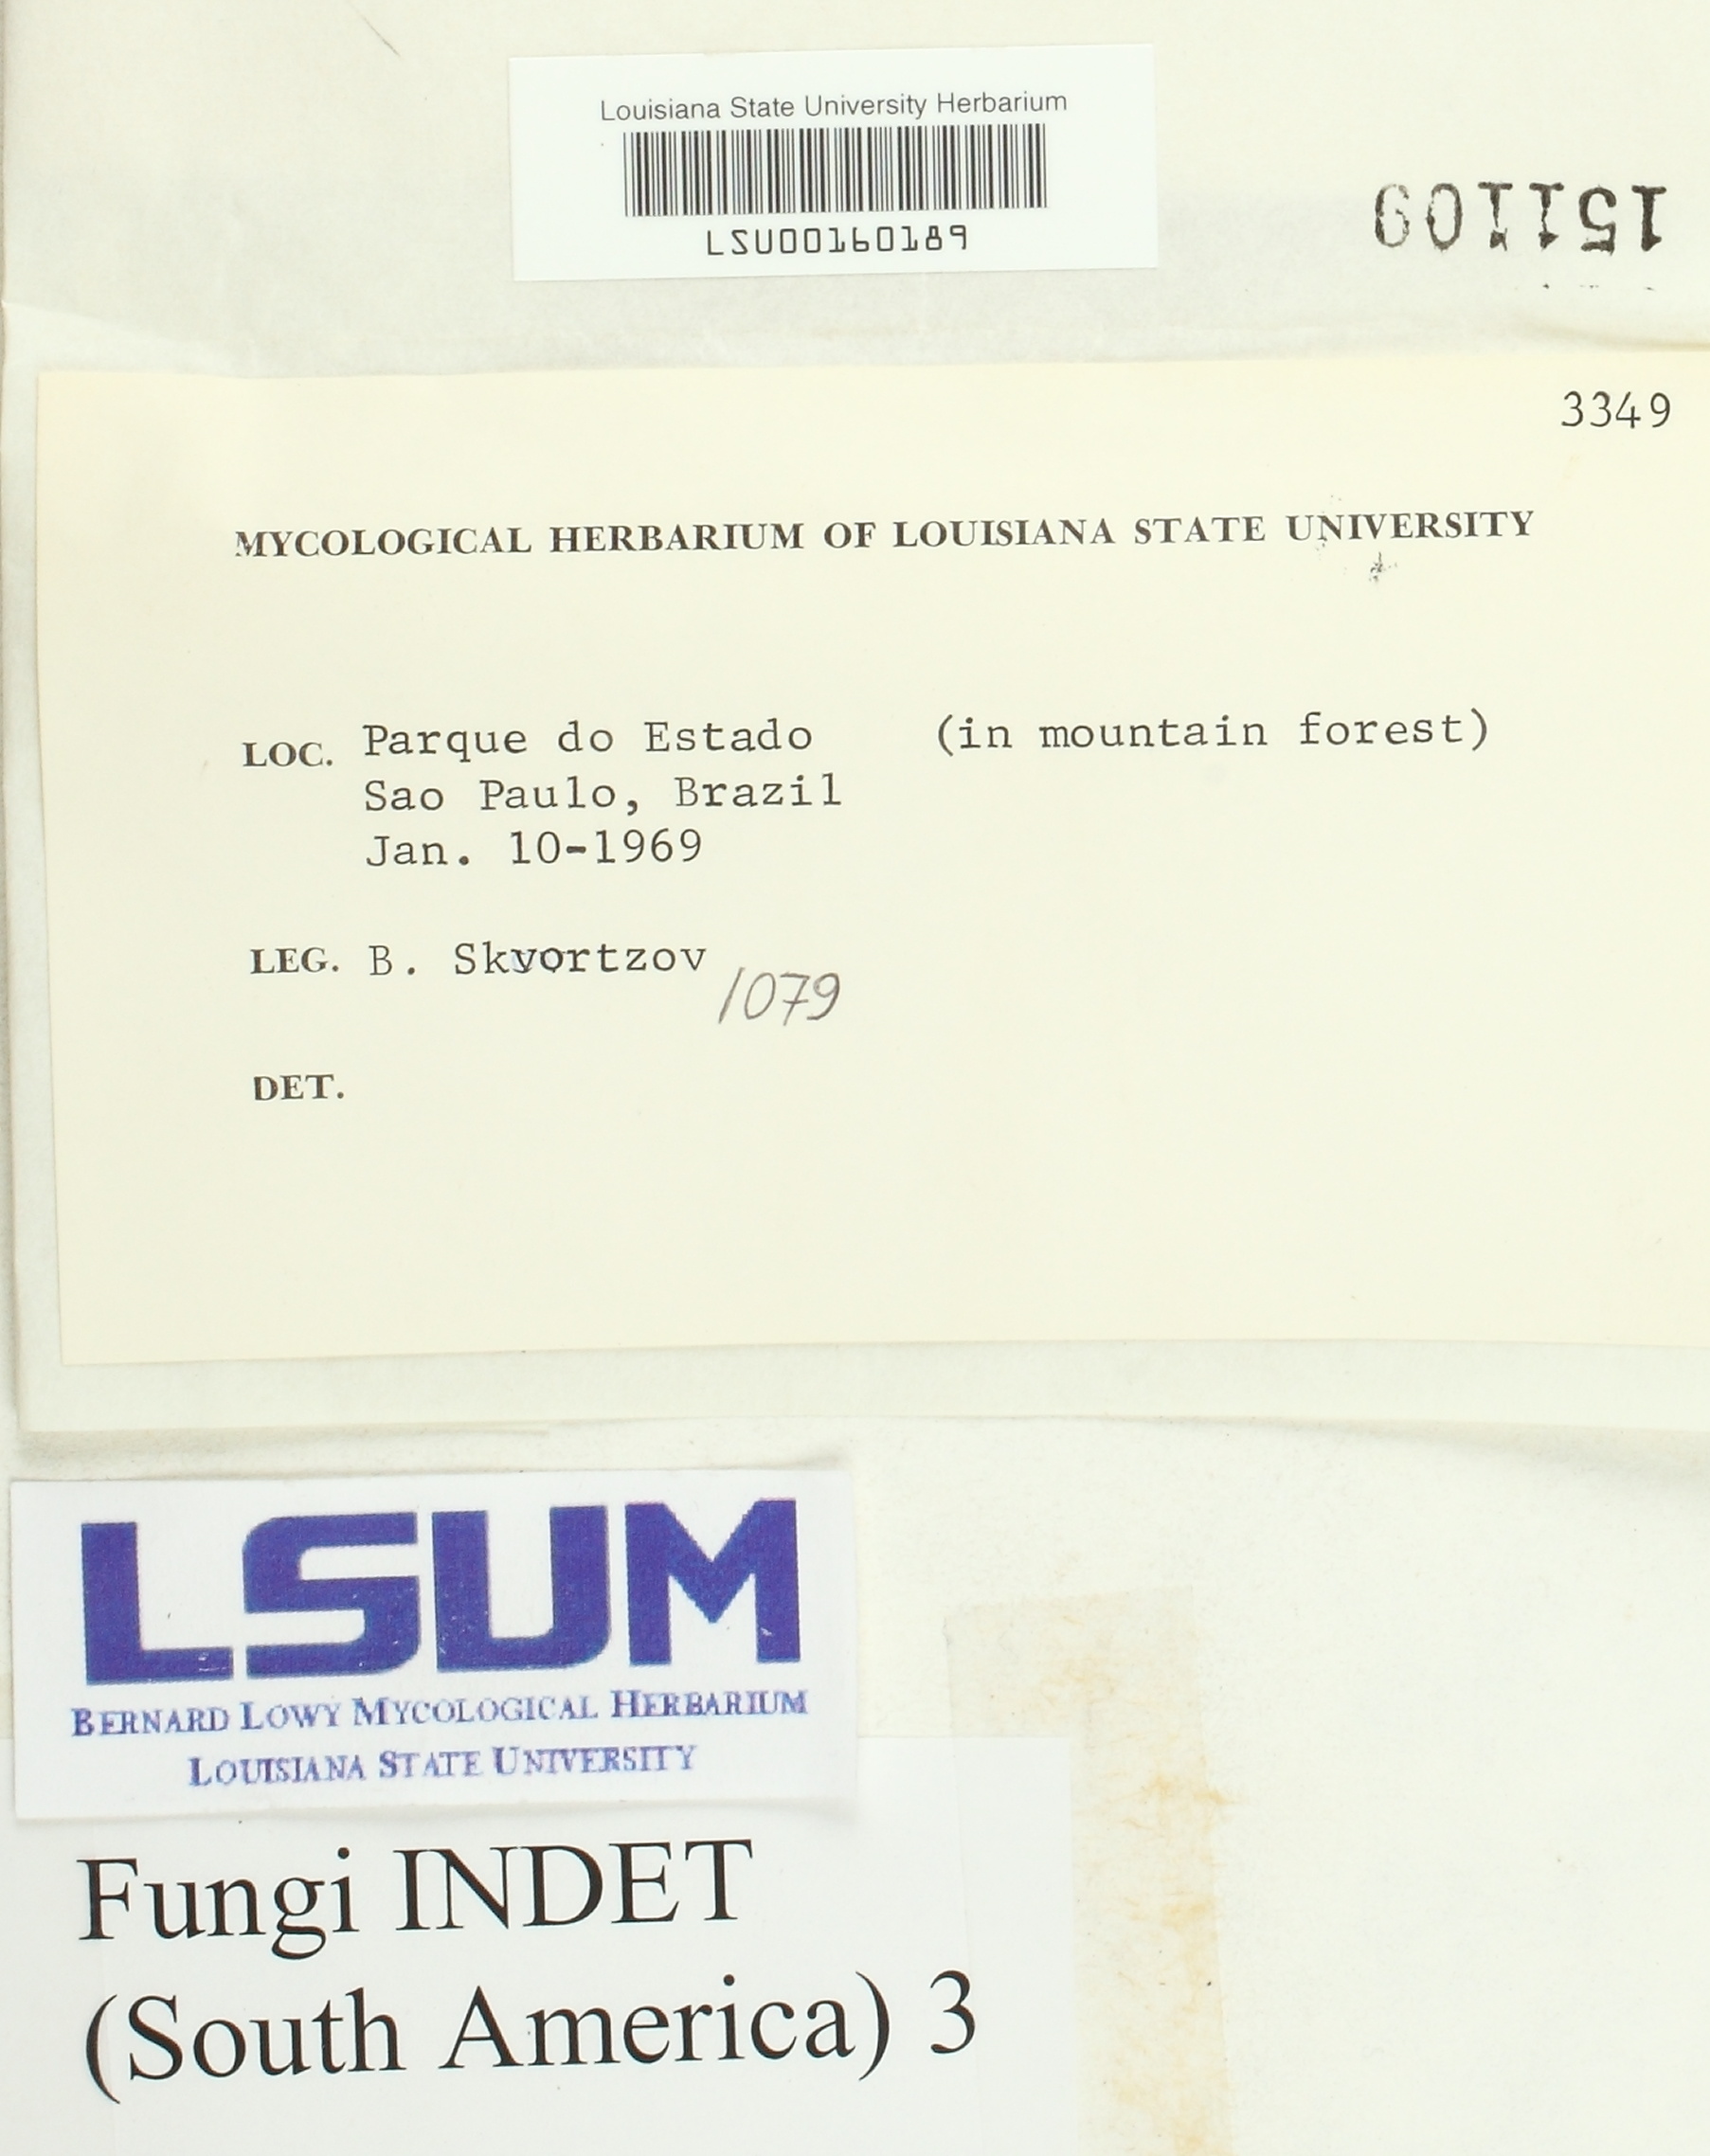 Louisiana State University Herbarium
LSU00160189
151109
3349
MYCOLOGICAL HERBARIUM OF LOUISIANA STATE UNIVERSITY
LOC. Parque do Estado (in mountain forest)
Sao Paulo, Brazil
Jan. 10-1969
LEG. B. Skvortzov
1079
DET.
LSUM
BERNARD LOWY MYCOLOGICAL HERBARIUM
LOUISIANA STATE UNIVERSITY
Fungi INDET
(South America) 3